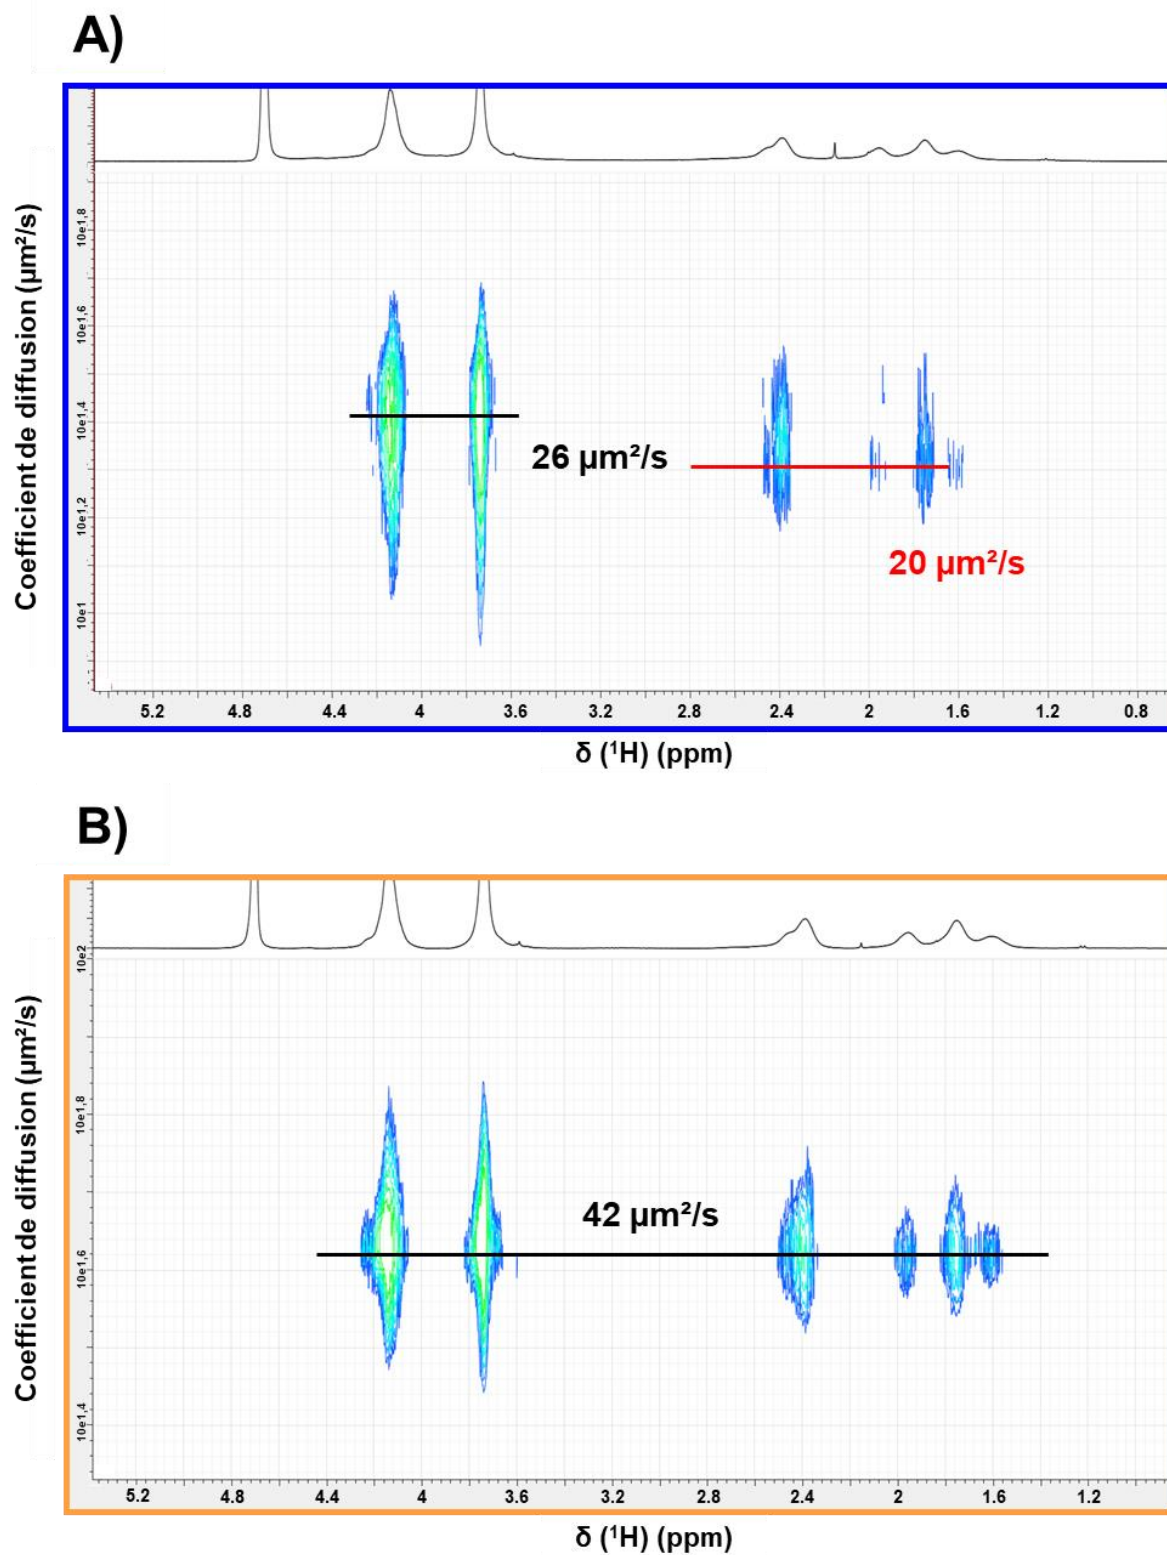 A)
Coefficient de diffusion (µm²/s)
10e1,8
10e1,6
10e1,4
10e1,2
10e1
26 µm²/s
20 µm²/s
5.2 4.8 4.4 4 3.6 3.2 2.8 2.4 2 1.6 1.2 0.8
δ (¹H) (ppm)
B)
Coefficient de diffusion (µm²/s)
10e2
10e1,8
10e1,6
10e1,4
42 µm²/s
5.2 4.8 4.4 4 3.6 3.2 2.8 2.4 2 1.6 1.2
δ (¹H) (ppm)